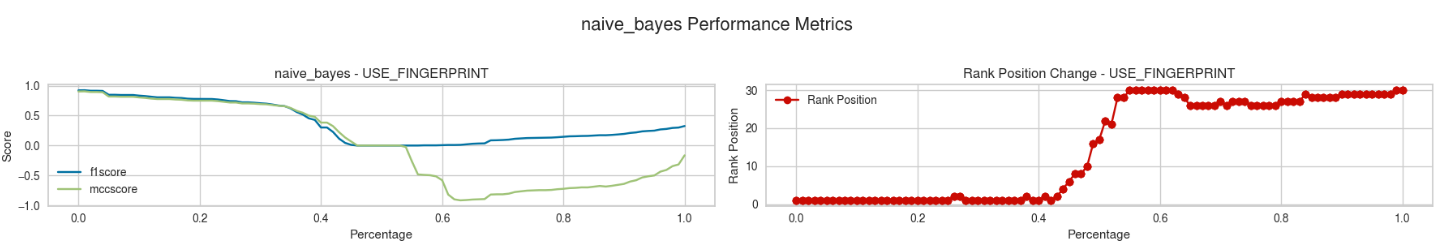 naive_bayes Performance Metrics
naive_bayes - USE_FINGERPRINT
1.0
0.5
0.0
−0.5
−1.0
Score
f1score
mccscore
0.0 0.2 0.4 0.6 0.8 1.0
Percentage
Rank Position Change - USE_FINGERPRINT
30
20
10
0
Rank Position
Rank Position
0.0 0.2 0.4 0.6 0.8 1.0
Percentage